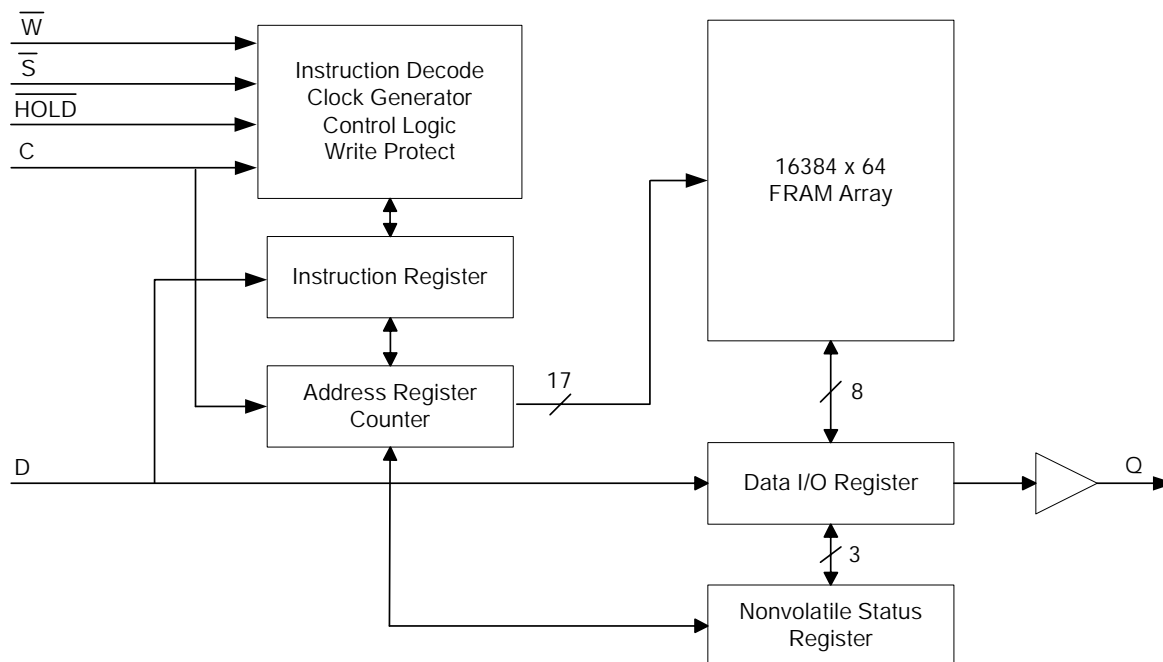 W̅
S̅
H̅O̅L̅D̅
C
Instruction Decode
Clock Generator
Control Logic
Write Protect
16384 x 64
FRAM Array
Instruction Register
Address Register
Counter
17
8
D
Data I/O Register
Q
3
Nonvolatile Status
Register